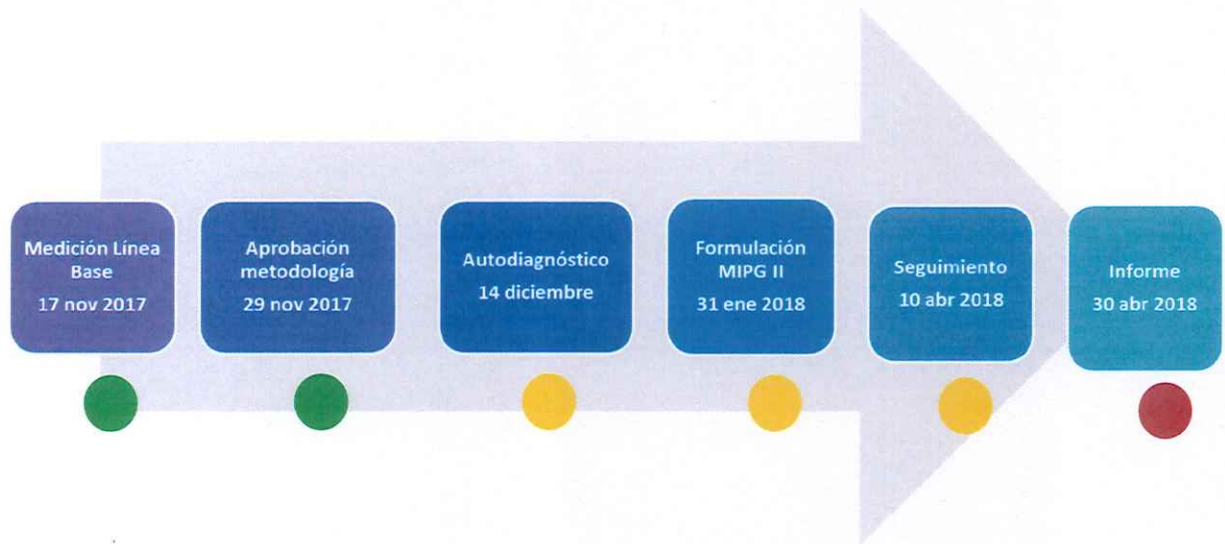 Medición Línea
Base
17 nov 2017
Aprobación
metodología
29 nov 2017
Autodiagnóstico
14 diciembre
Formulación
MIPG II
31 ene 2018
Seguimiento
10 abr 2018
Informe
30 abr 2018